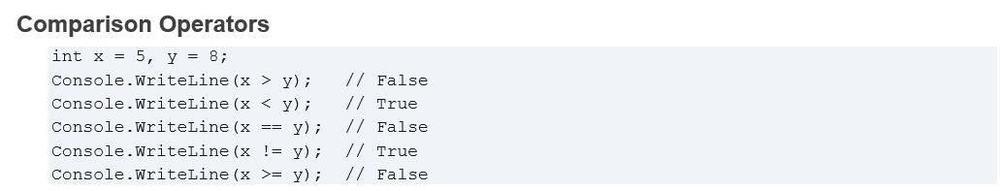 Comparison Operators
int x = 5, y = 8;
Console.WriteLine(x > y);   // False
Console.WriteLine(x < y);   // True
Console.WriteLine(x == y);  // False
Console.WriteLine(x != y);  // True
Console.WriteLine(x >= y);  // False